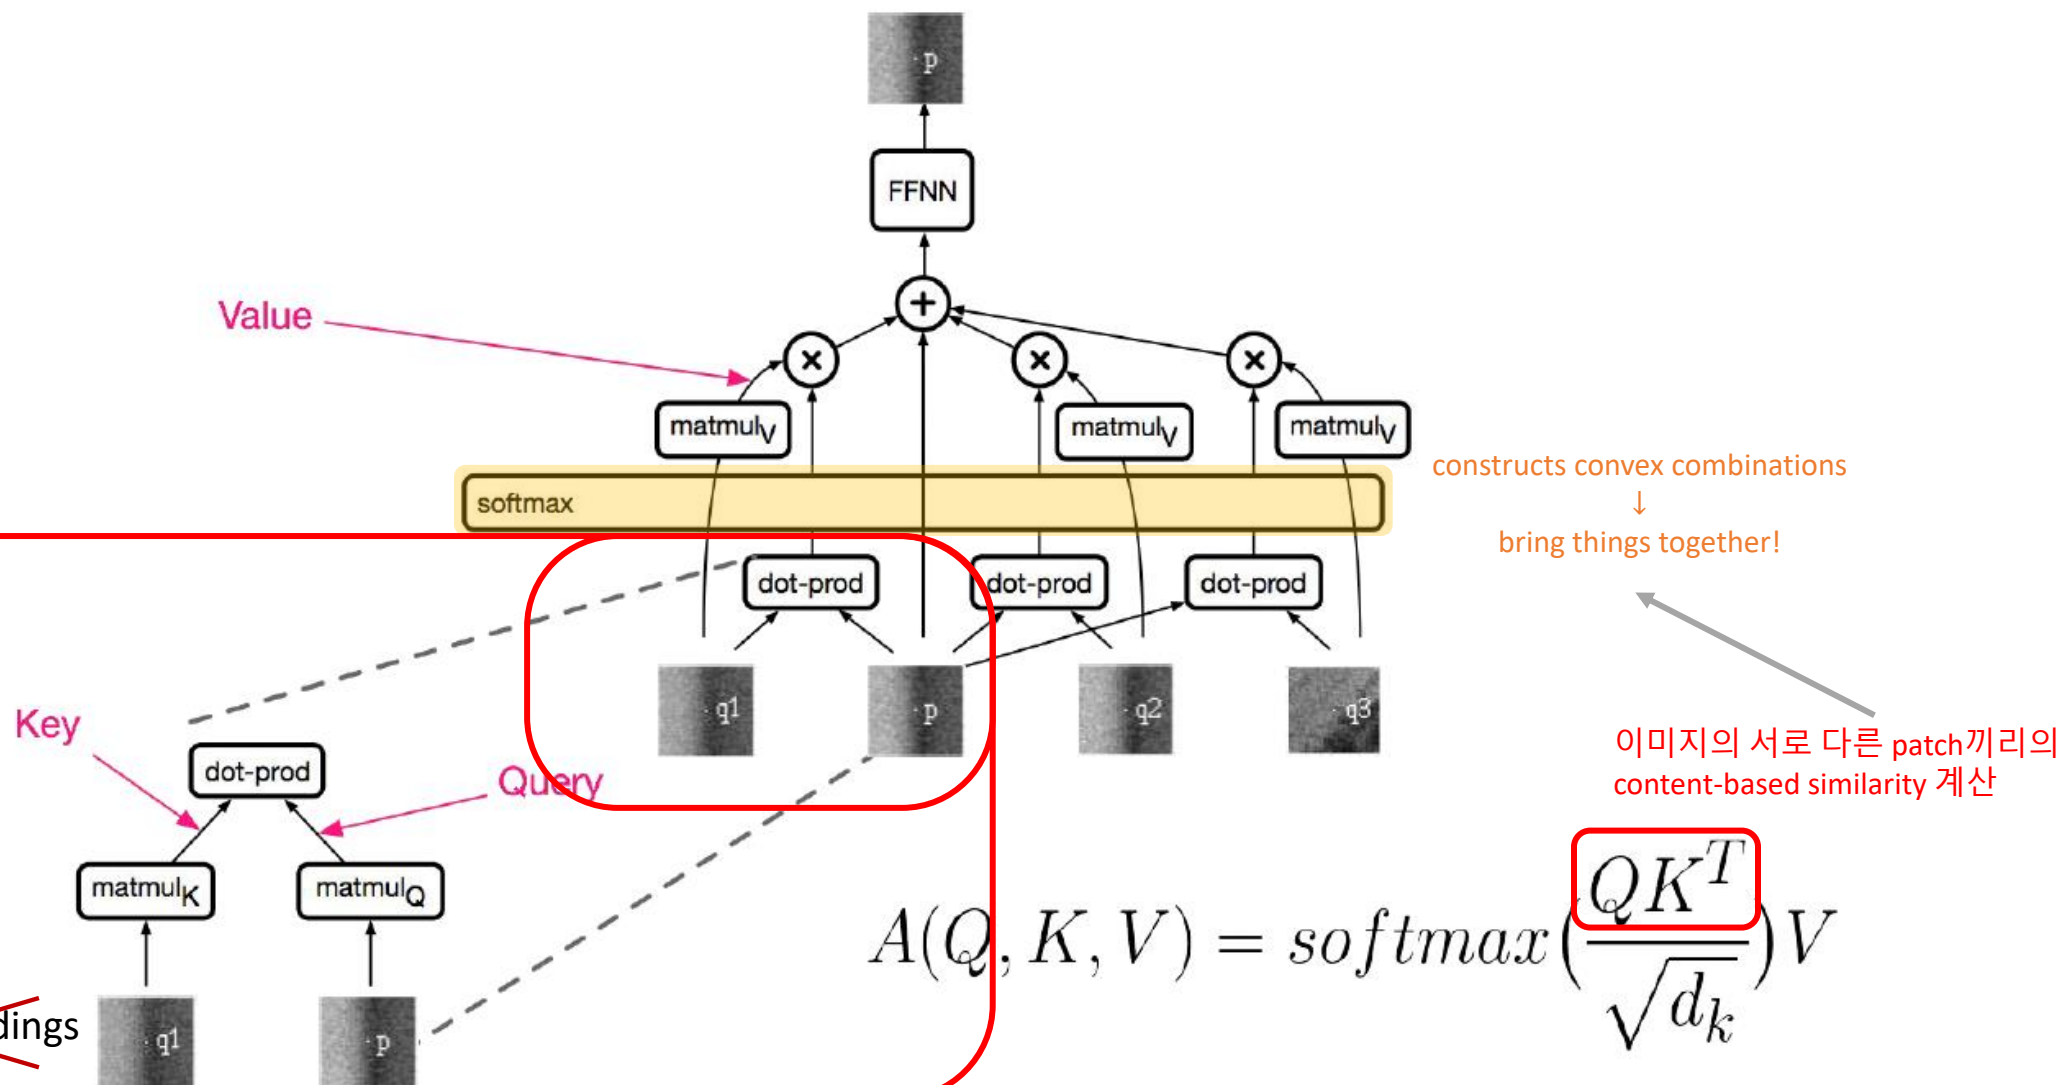 p
FFNN
+
Value
× × ×
matmulV matmulV matmulV
constructs convex combinations
↓
bring things together!
softmax
dot-prod dot-prod dot-prod
q1 p q2 q3
Key
dot-prod
Query
이미지의 서로 다른 patch끼리의
content-based similarity 계산
matmulK matmulQ
A(Q, K, V) = softmax(QK^T / √d_k)V
dings
q1 p